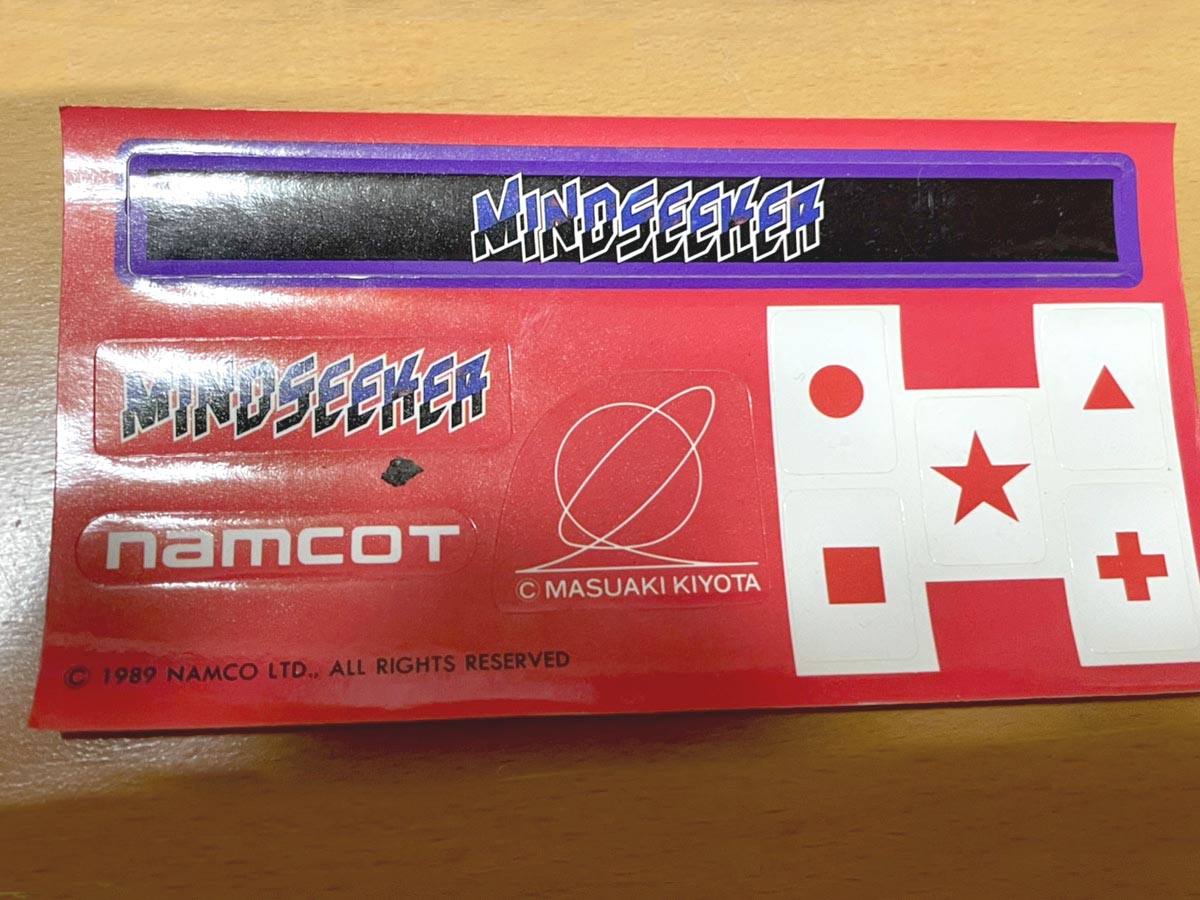 MINDSEEKER
MINDSEEKER
namcot
© MASUAKI KIYOTA
© 1989 NAMCO LTD., ALL RIGHTS RESERVED